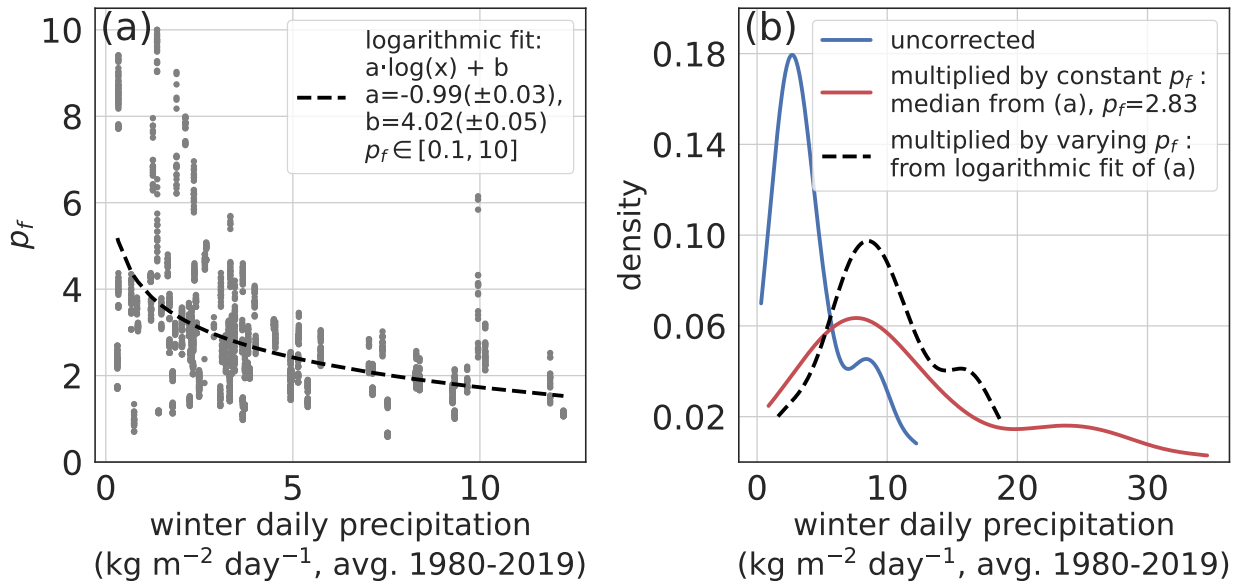 (a)
10
8
6
4
2
0
p_f
logarithmic fit:
a·log(x) + b
a=-0.99(±0.03),
b=4.02(±0.05)
p_f ∈ [0.1, 10]
0 5 10
winter daily precipitation
(kg m⁻² day⁻¹, avg. 1980-2019)
(b)
0.18
0.14
0.10
0.06
0.02
density
uncorrected
multiplied by constant p_f :
median from (a), p_f=2.83
multiplied by varying p_f :
from logarithmic fit of (a)
0 10 20 30
winter daily precipitation
(kg m⁻² day⁻¹, avg. 1980-2019)